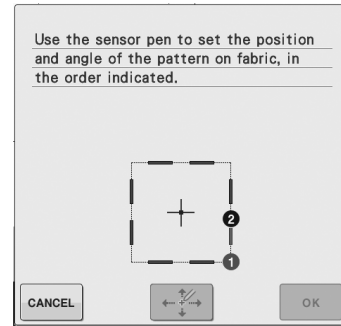 Use the sensor pen to set the position
and angle of the pattern on fabric, in
the order indicated.
2
1
CANCEL
OK